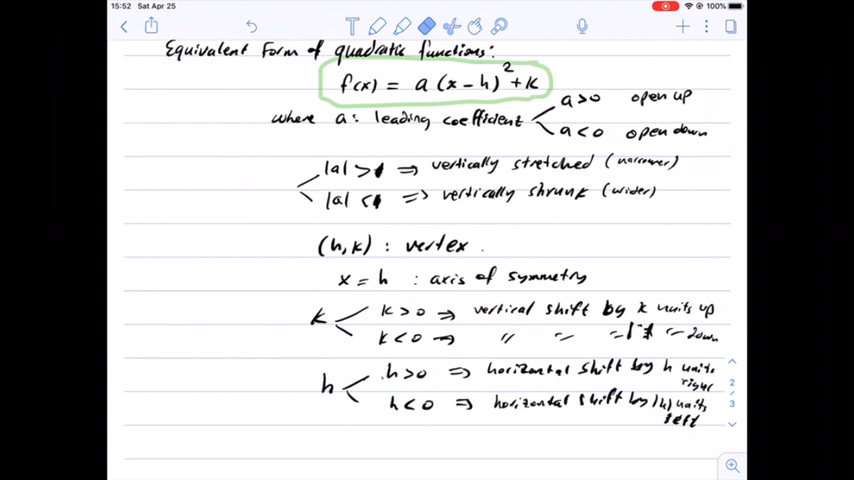 15:52 Sat Apr 25
100%
Equivalent Form of quadratic functions:
f(x) = a (x - h)² + k
where a: leading coefficient
a>0 open up
a<0 open down
|a| >1 ⇒ vertically stretched (narrower)
|a| <1 ⇒ vertically shrunk (wider)
(h,k) : vertex.
x = h : axis of symmetry
k
k>0 ⇒ vertical shift by k units up
k<0 ⇒ " " " |k| " down
h
h>0 ⇒ horizontal shift by h units
right
h<0 ⇒ horizontal shift by |h| units
left
2
3